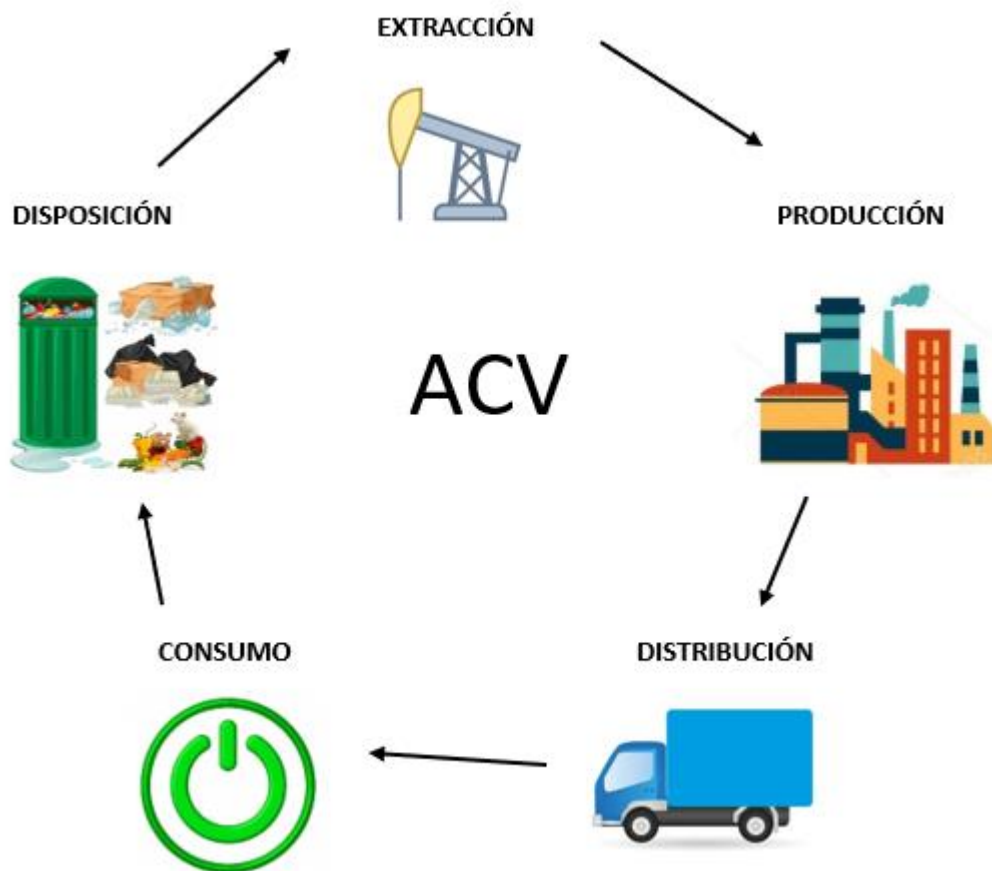 EXTRACCIÓN
DISPOSICIÓN
PRODUCCIÓN
ACV
CONSUMO
DISTRIBUCIÓN